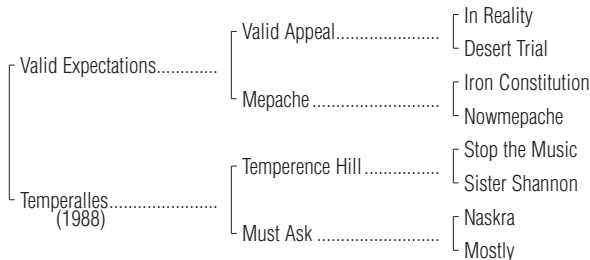 In Reality
Valid Appeal......................
Desert Trial
Valid Expectations.............
Iron Constitution
Mepache ...........................
Nowmepache
Stop the Music
Temperence Hill ................
Sister Shannon
Temperalles.......................
(1988)
Naskra
Must Ask ..........................
Mostly